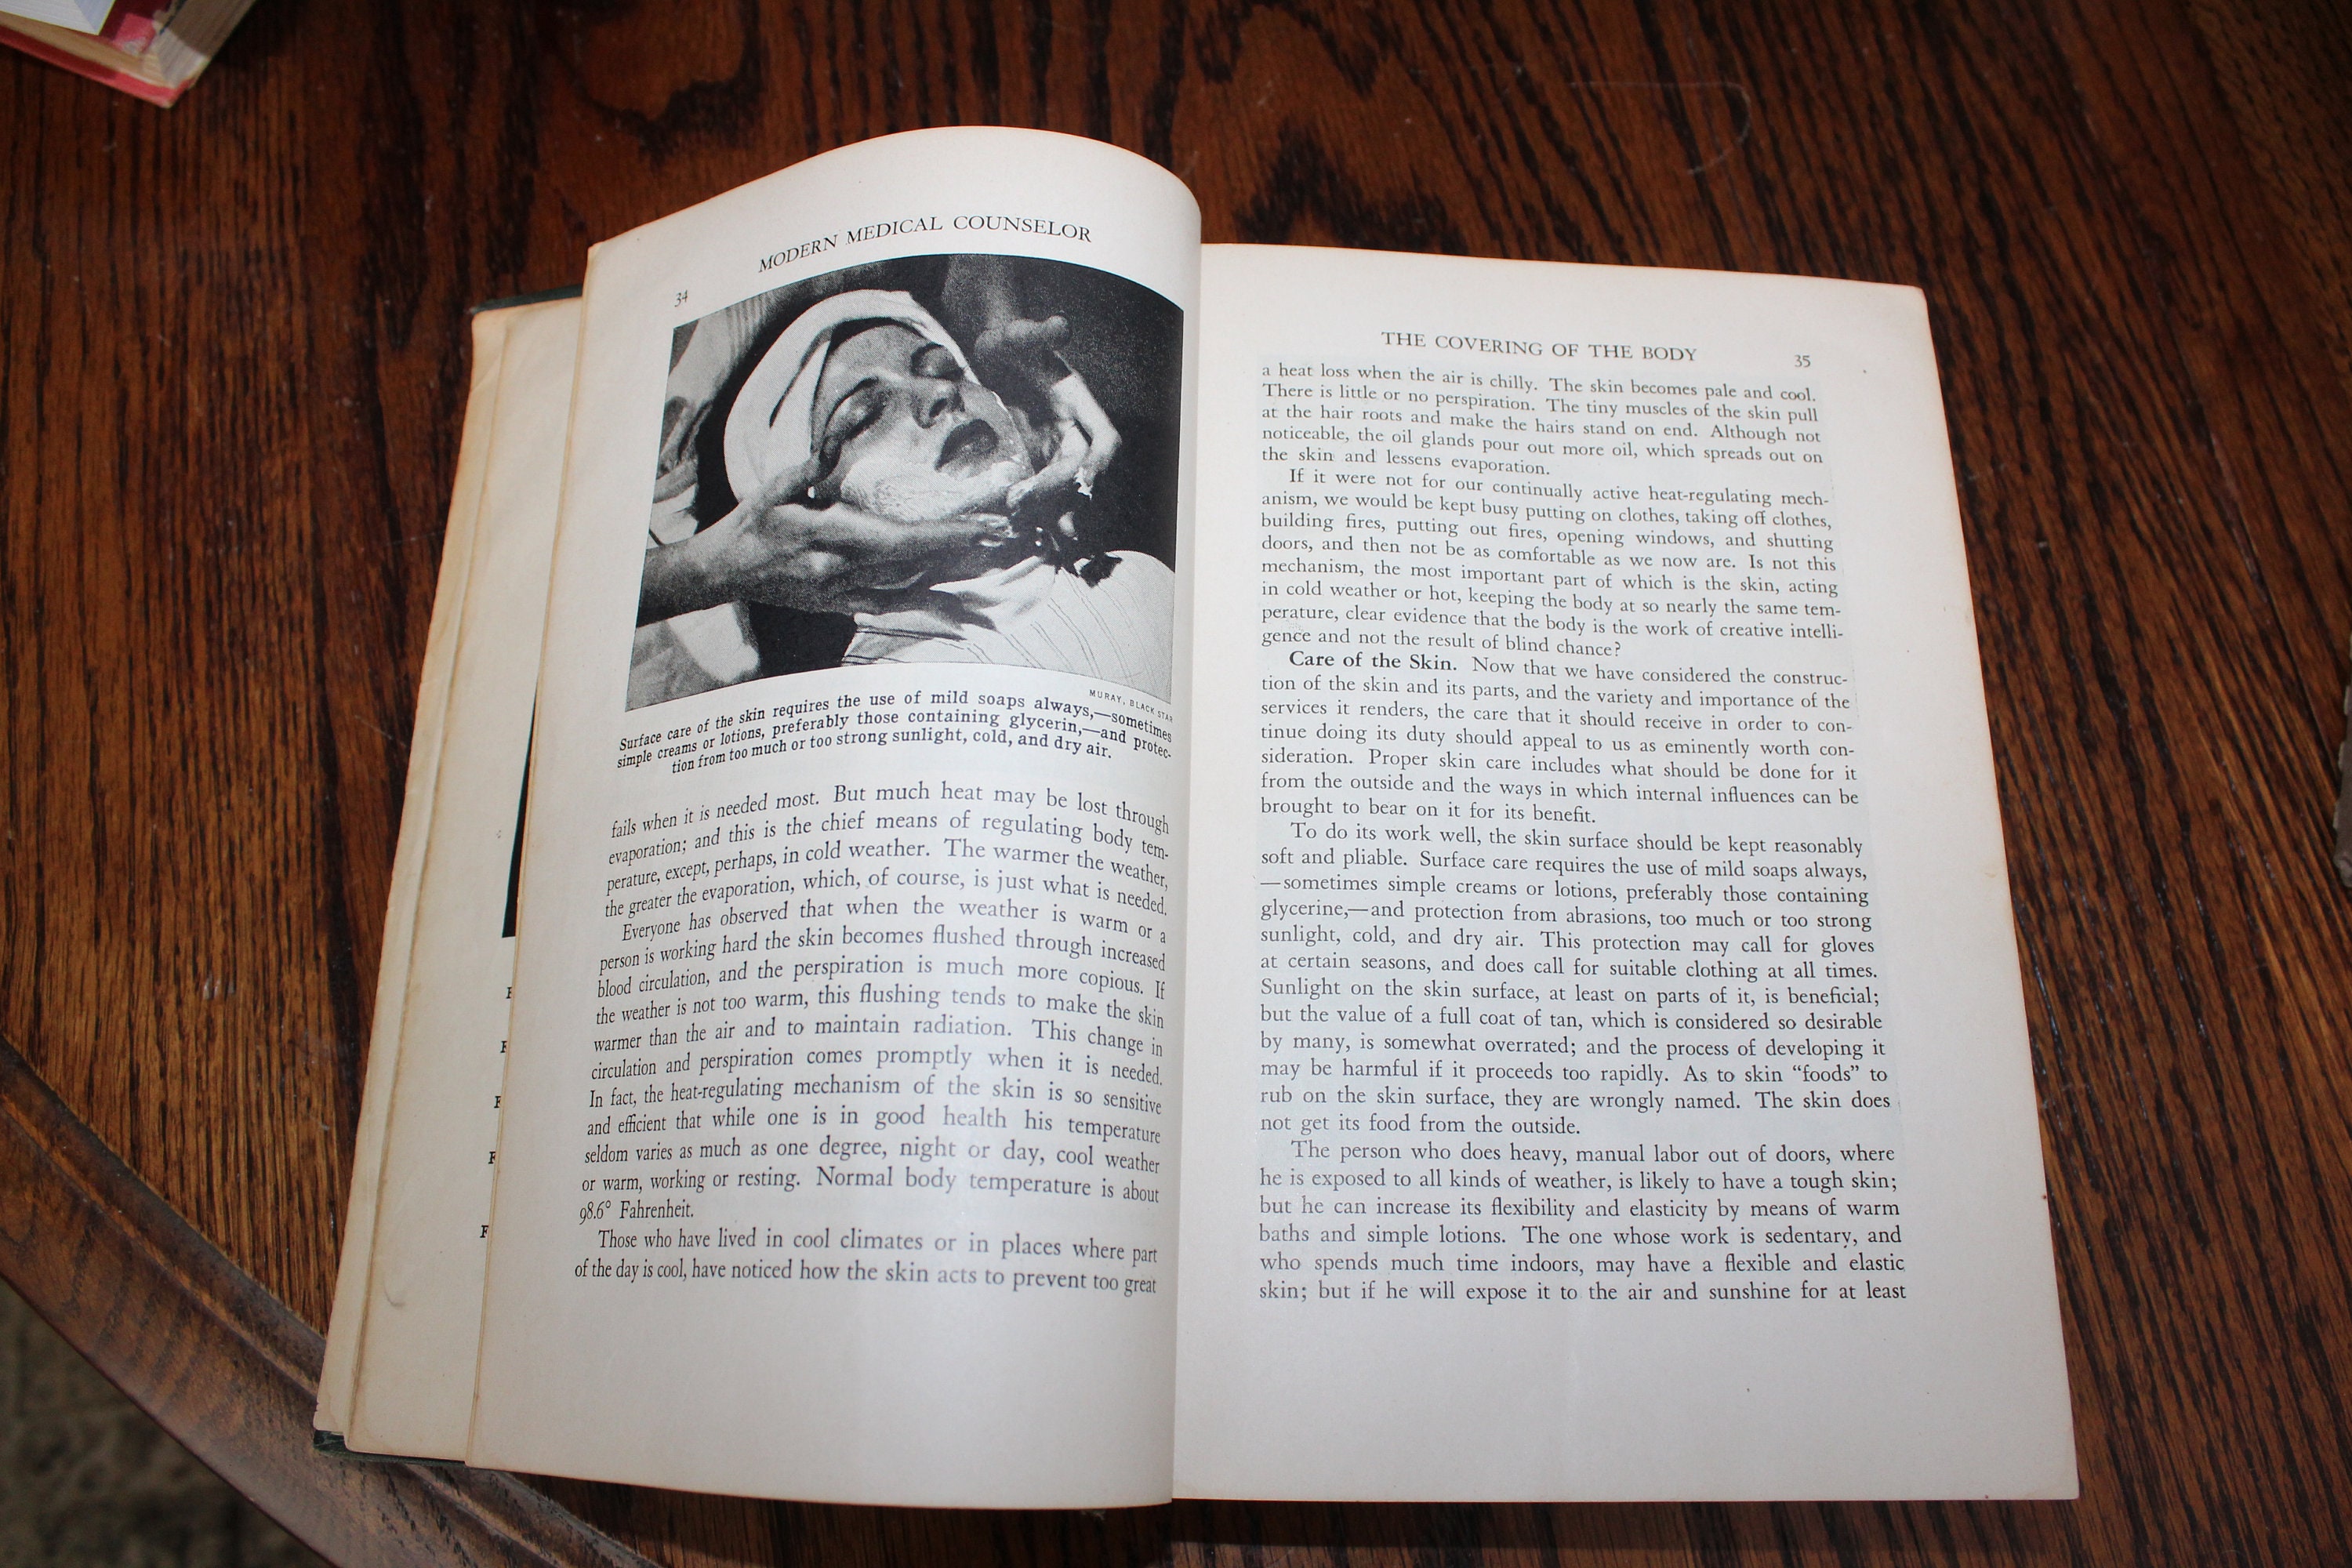 MODERN MEDICAL COUNSELOR
34
MURAY, BLACK STAR
Surface care of the skin requires the use of mild soaps always,—sometimes
simple creams or lotions, preferably those containing glycerin,—and protec-
tion from too much or too strong sunlight, cold, and dry air.
fails when it is needed most. But much heat may be lost through
evaporation; and this is the chief means of regulating body tem-
perature, except, perhaps, in cold weather. The warmer the weather,
the greater the evaporation, which, of course, is just what is needed.
Everyone has observed that when the weather is warm or a
person is working hard the skin becomes flushed through increased
blood circulation, and the perspiration is much more copious. If
the weather is not too warm, this flushing tends to make the skin
warmer than the air and to maintain radiation. This change in
circulation and perspiration comes promptly when it is needed.
In fact, the heat-regulating mechanism of the skin is so sensitive
and efficient that while one is in good health his temperature
seldom varies as much as one degree, night or day, cool weather
or warm, working or resting. Normal body temperature is about
98.6° Fahrenheit.
Those who have lived in cool climates or in places where part
of the day is cool, have noticed how the skin acts to prevent too great
THE COVERING OF THE BODY
35
a heat loss when the air is chilly. The skin becomes pale and cool.
There is little or no perspiration. The tiny muscles of the skin pull
at the hair roots and make the hairs stand on end. Although not
noticeable, the oil glands pour out more oil, which spreads out on
the skin and lessens evaporation.
If it were not for our continually active heat-regulating mech-
anism, we would be kept busy putting on clothes, taking off clothes,
building fires, putting out fires, opening windows, and shutting
doors, and then not be as comfortable as we now are. Is not this
mechanism, the most important part of which is the skin, acting
in cold weather or hot, keeping the body at so nearly the same tem-
perature, clear evidence that the body is the work of creative intelli-
gence and not the result of blind chance?
Care of the Skin. Now that we have considered the construc-
tion of the skin and its parts, and the variety and importance of the
services it renders, the care that it should receive in order to con-
tinue doing its duty should appeal to us as eminently worth con-
sideration. Proper skin care includes what should be done for it
from the outside and the ways in which internal influences can be
brought to bear on it for its benefit.
To do its work well, the skin surface should be kept reasonably
soft and pliable. Surface care requires the use of mild soaps always,
—sometimes simple creams or lotions, preferably those containing
glycerine,—and protection from abrasions, too much or too strong
sunlight, cold, and dry air. This protection may call for gloves
at certain seasons, and does call for suitable clothing at all times.
Sunlight on the skin surface, at least on parts of it, is beneficial;
but the value of a full coat of tan, which is considered so desirable
by many, is somewhat overrated; and the process of developing it
may be harmful if it proceeds too rapidly. As to skin “foods” to
rub on the skin surface, they are wrongly named. The skin does
not get its food from the outside.
The person who does heavy, manual labor out of doors, where
he is exposed to all kinds of weather, is likely to have a tough skin;
but he can increase its flexibility and elasticity by means of warm
baths and simple lotions. The one whose work is sedentary, and
who spends much time indoors, may have a flexible and elastic
skin; but if he will expose it to the air and sunshine for at least